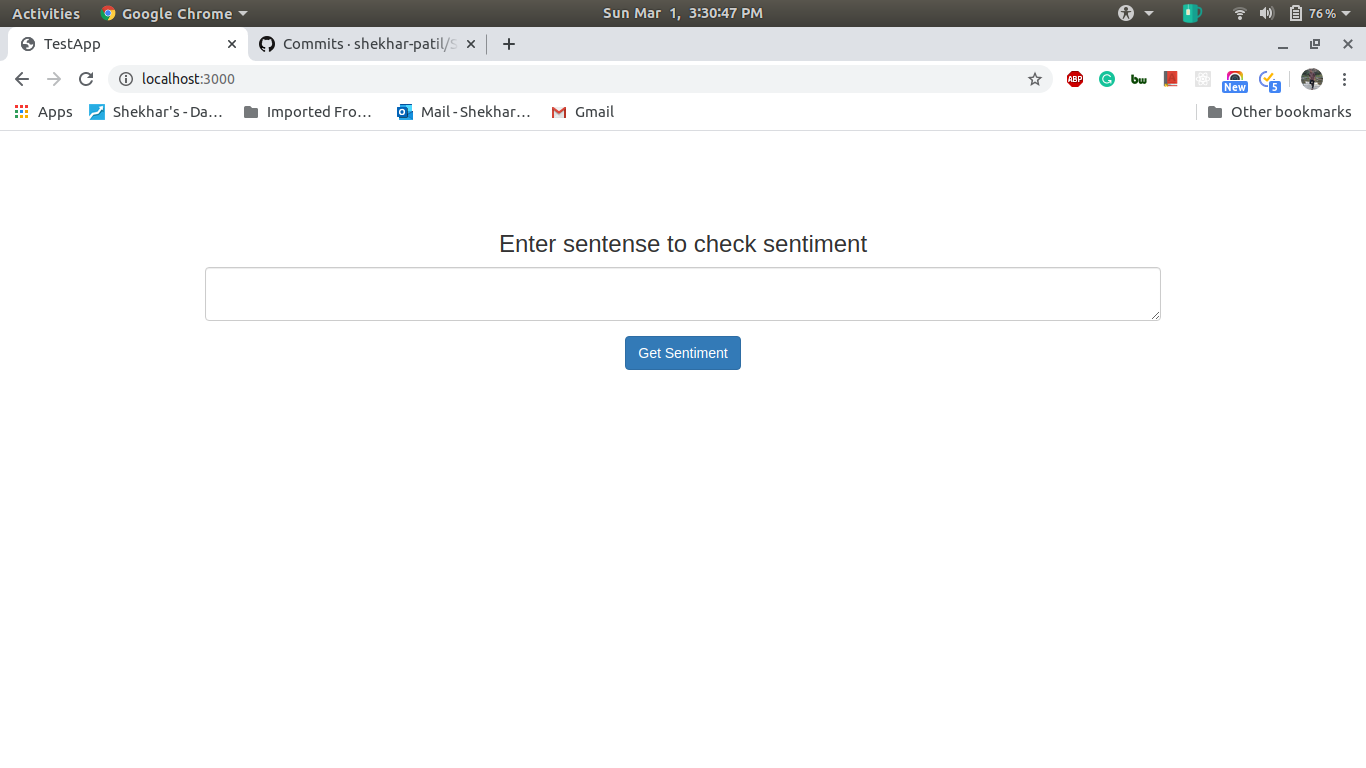 Activities Google Chrome Sun Mar 1, 3:30:47 PM 76%
TestApp Commits · shekhar-patil/S
localhost:3000 ABP G bw New 5
Apps Shekhar's - Da... Imported Fro... Mail - Shekhar... Gmail Other bookmarks
Enter sentense to check sentiment
Get Sentiment